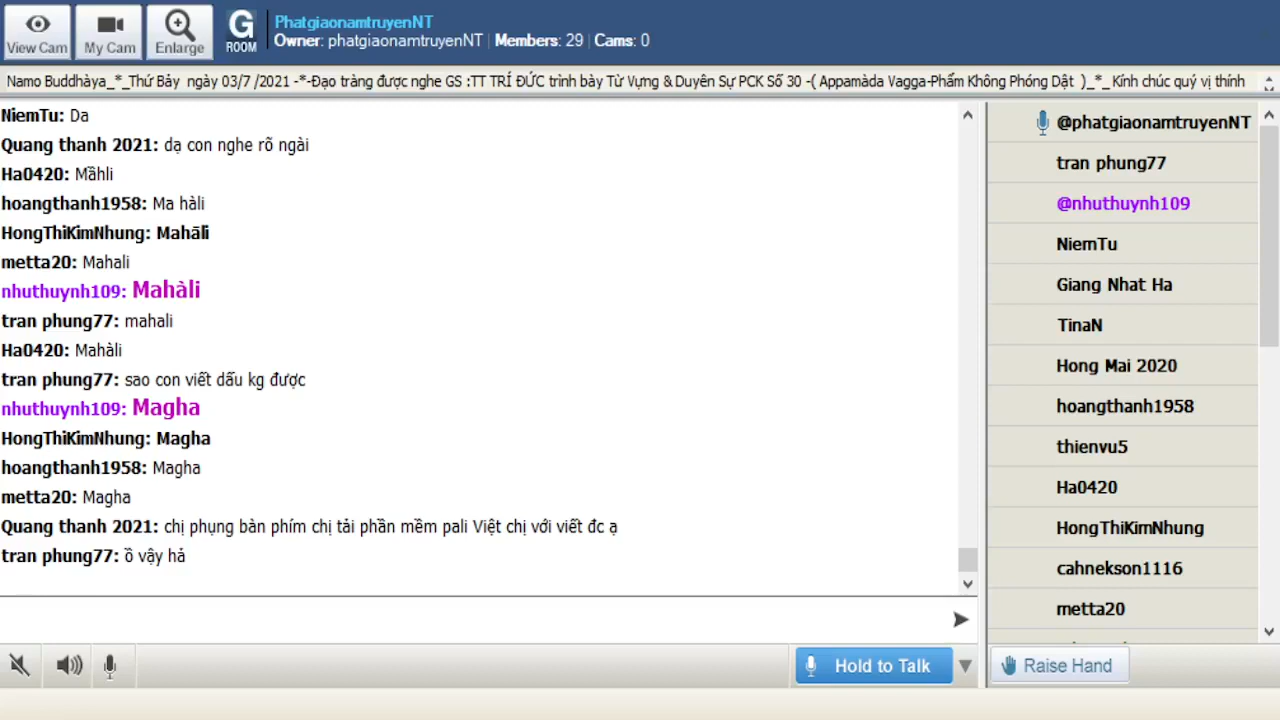 View Cam
My Cam
Enlarge
G
ROOM
PhatgiaonamtruyenNT
Owner: phatgiaonamtruyenNT | Members: 29 | Cams: 0
Namo Buddhàya_*_Thứ Bảy ngày 03/7 /2021 -*-Đạo tràng được nghe GS :TT TRÍ ĐỨC trình bày Từ Vựng & Duyên Sự PCK Số 30 -( Appamàda Vagga-Phẩm Không Phóng Dật )_*_ Kính chúc quý vị thính
NiemTu: Da
Quang thanh 2021: dạ con nghe rõ ngài
Ha0420: Mầhli
hoangthanh1958: Ma hàli
HongThiKimNhung: Mahāli
metta20: Mahali
nhuthuynh109: Mahàli
tran phung77: mahali
Ha0420: Mahàli
tran phung77: sao con viết dấu kg được
nhuthuynh109: Magha
HongThiKimNhung: Magha
hoangthanh1958: Magha
metta20: Magha
Quang thanh 2021: chị phụng bàn phím chị tải phần mềm pali Việt chị với viết đc ạ
tran phung77: ồ vậy hả
@phatgiaonamtruyenNT
tran phung77
@nhuthuynh109
NiemTu
Giang Nhat Ha
TinaN
Hong Mai 2020
hoangthanh1958
thienvu5
Ha0420
HongThiKimNhung
cahnekson1116
metta20
Hold to Talk
Raise Hand